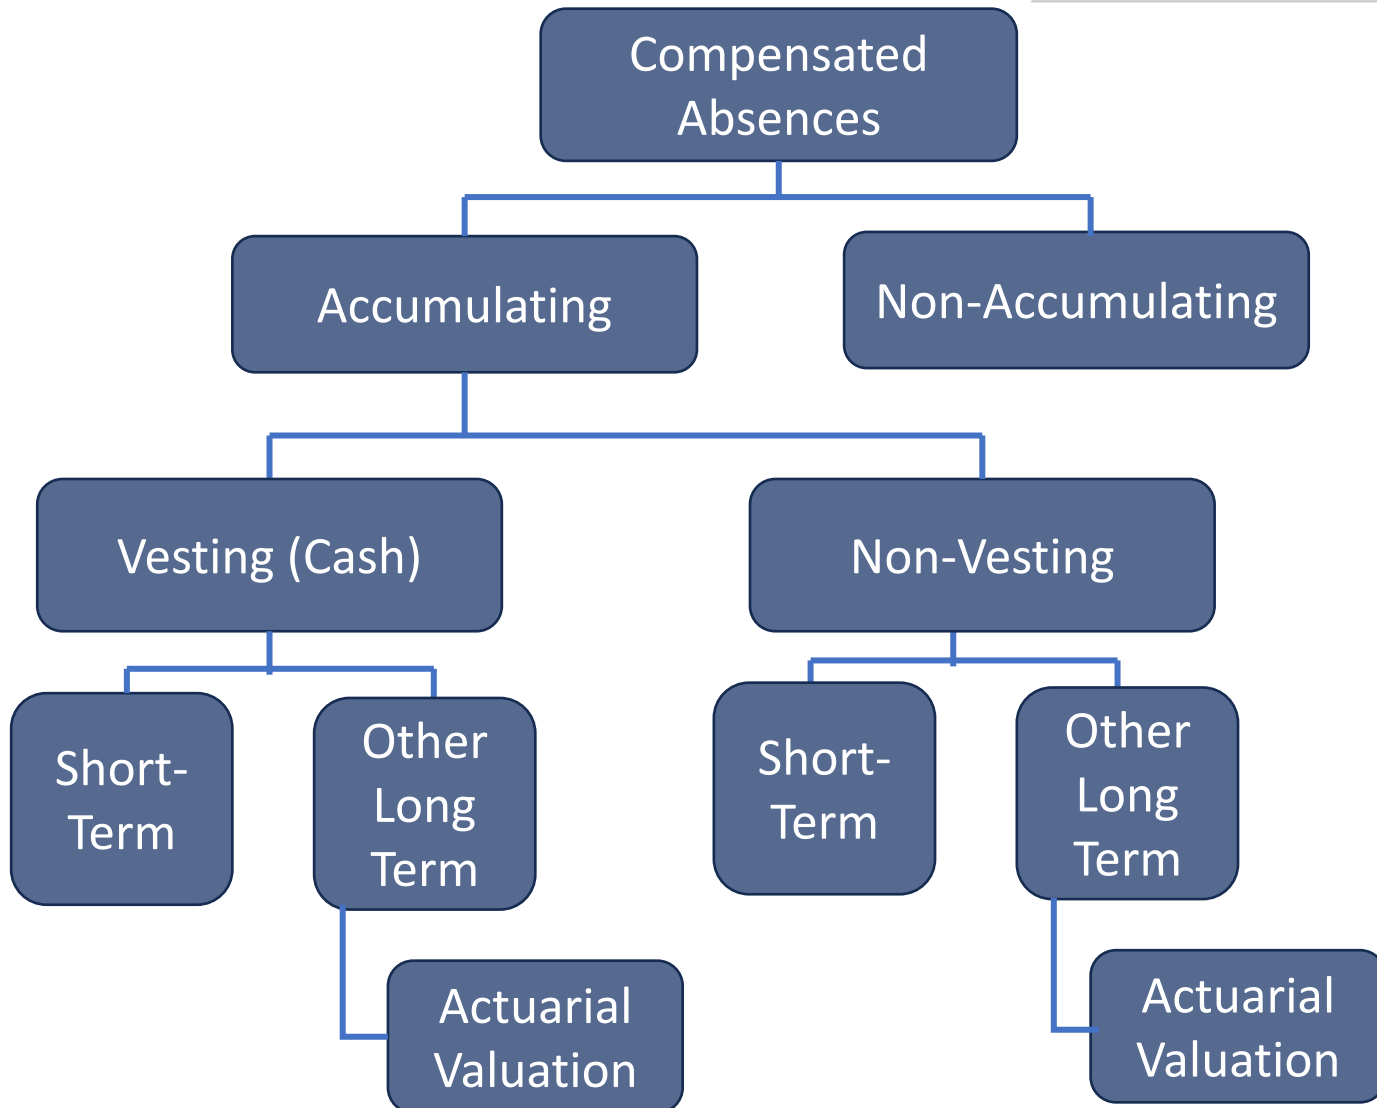 Compensated
Absences
Accumulating
Non-Accumulating
Vesting (Cash)
Non-Vesting
Short-
Term
Other
Long
Term
Short-
Term
Other
Long
Term
Actuarial
Valuation
Actuarial
Valuation